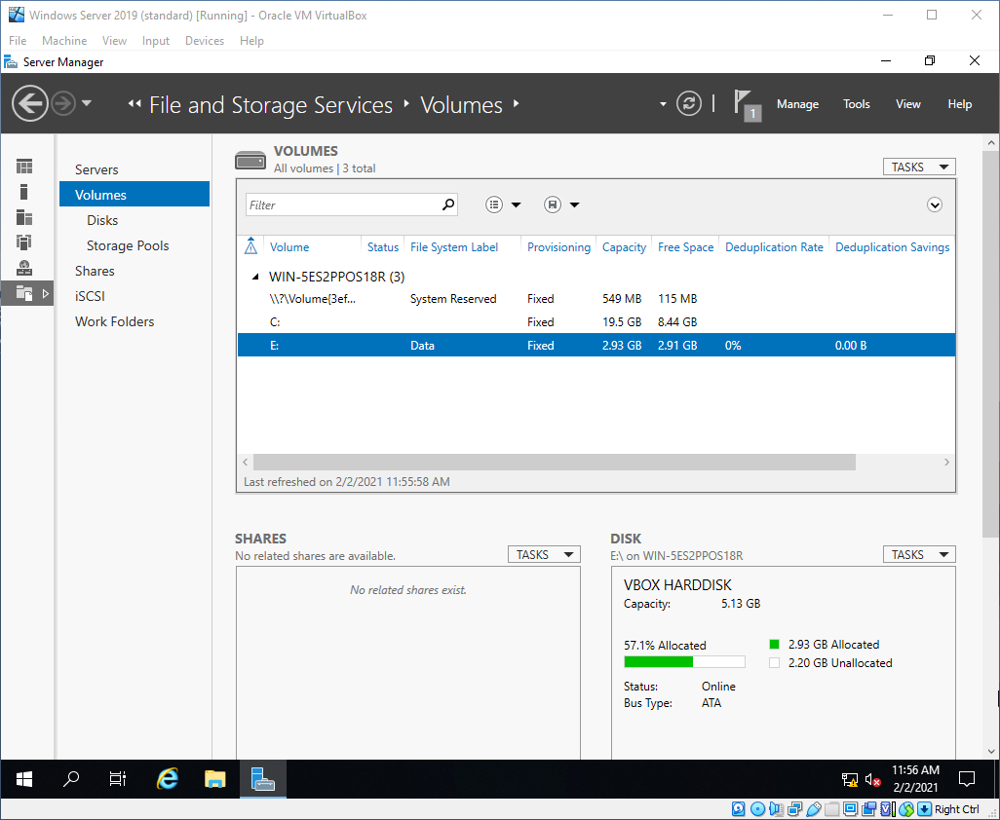 Windows Server 2019 (standard) [Running] - Oracle VM VirtualBox
File Machine View Input Devices Help
Server Manager
File and Storage Services Volumes
1
Manage Tools View Help
Servers
Volumes
Disks
Storage Pools
Shares
iSCSI
Work Folders
VOLUMES
All volumes | 3 total
TASKS
Filter
Volume Status File System Label Provisioning Capacity Free Space Deduplication Rate Deduplication Savings
WIN-5ES2PPOS18R (3)
\\?\Volume{3ef... System Reserved Fixed 549 MB 115 MB
C: Fixed 19.5 GB 8.44 GB
E: Data Fixed 2.93 GB 2.91 GB 0% 0.00 B
Last refreshed on 2/2/2021 11:55:58 AM
SHARES
No related shares are available.
TASKS
No related shares exist.
DISK
E:\ on WIN-5ES2PPOS18R
TASKS
VBOX HARDDISK
Capacity: 5.13 GB
57.1% Allocated
2.93 GB Allocated
2.20 GB Unallocated
Status: Online
Bus Type: ATA
11:56 AM
2/2/2021
Right Ctrl